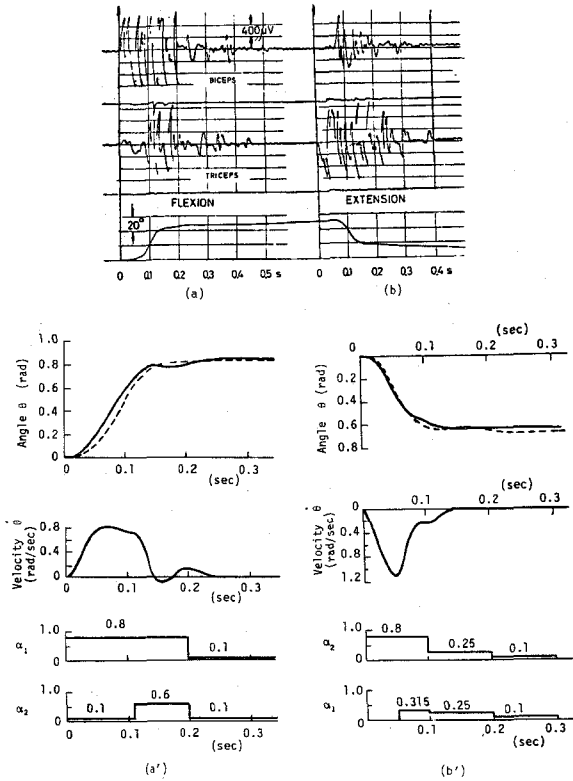 400μV
BICEPS
TRICEPS
FLEXION
EXTENSION
20°
0 0.1 0.2 0.3 0.4 0.5 s
0 0.1 0.2 0.3 0.4 s
(a)
(b)
1.0
0.8
0.6
0.4
0.2
0
Angle θ (rad)
0.1 0.2 0.3
(sec)
(sec)
0 0.1 0.2 0.3
0.2
0.4
0.6
0.8
Angle θ (rad)
Velocity θ̇
(rad/sec)
0.8
0.4
0
0.1 0.2 0.3
(sec)
(sec)
0 0.1 0.2 0.3
0.4
0.8
1.2
Velocity θ̇
(rad/sec)
α₁
1.0
0
0.8
0.1
α₂
1.0
0
0.1
0.6
0.1
0 0.1 0.2 0.3
(sec)
(a')
α₂
1.0
0
0.8
0.25
0.1
α₁
1.0
0
0.315
0.25
0.1
0 0.1 0.2 0.3
(sec)
(b')